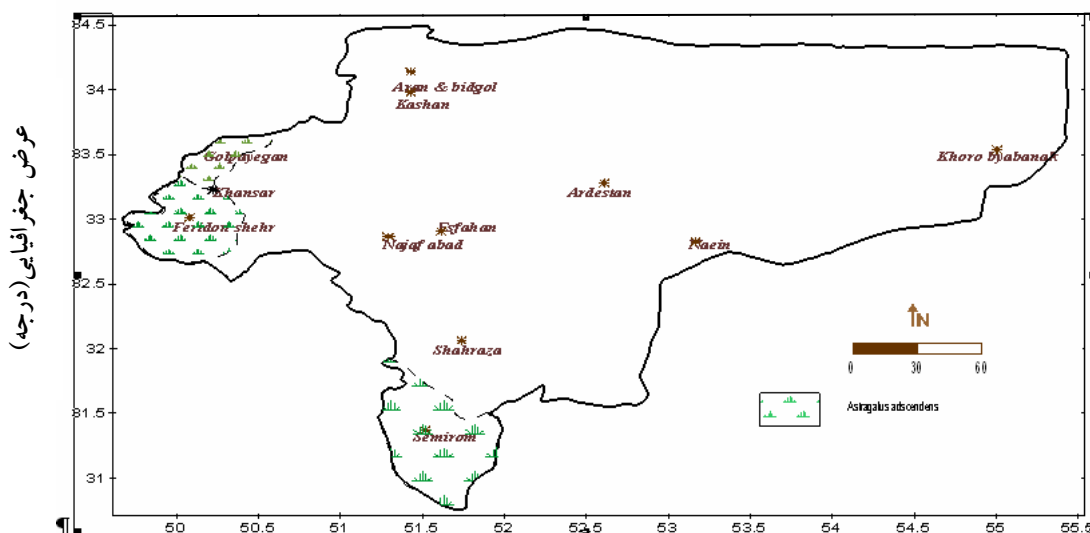 عرض جغرافیایی(درجه)
34.5
34
33.5
33
32.5
32
31.5
31
50
50.5
51
51.5
52
52.5
53
53.5
54
54.5
55
55.5
Aran & bidgol
Kashan
Golpayegan
Khansar
Feridon shehr
Khoro byabanak
Ardestan
Esfahan
Najaf abad
Naein
Shahraza
Semirom
N
0 30 60
Astragalus adscendens
¶